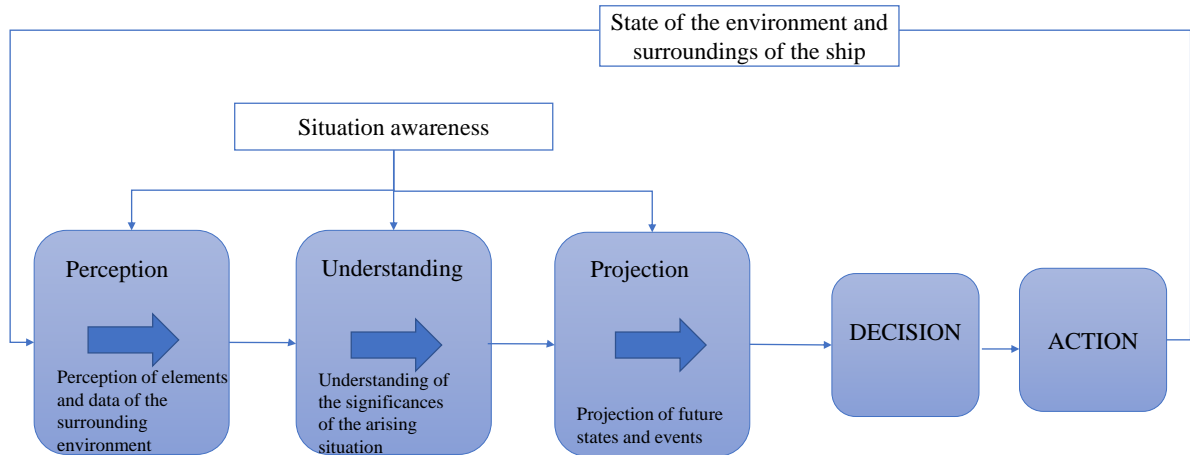 State of the environment and
surroundings of the ship
Situation awareness
Perception
Perception of elements
and data of the
surrounding
environment
Understanding
Understanding of
the significances
of the arising
situation
Projection
Projection of future
states and events
DECISION
ACTION